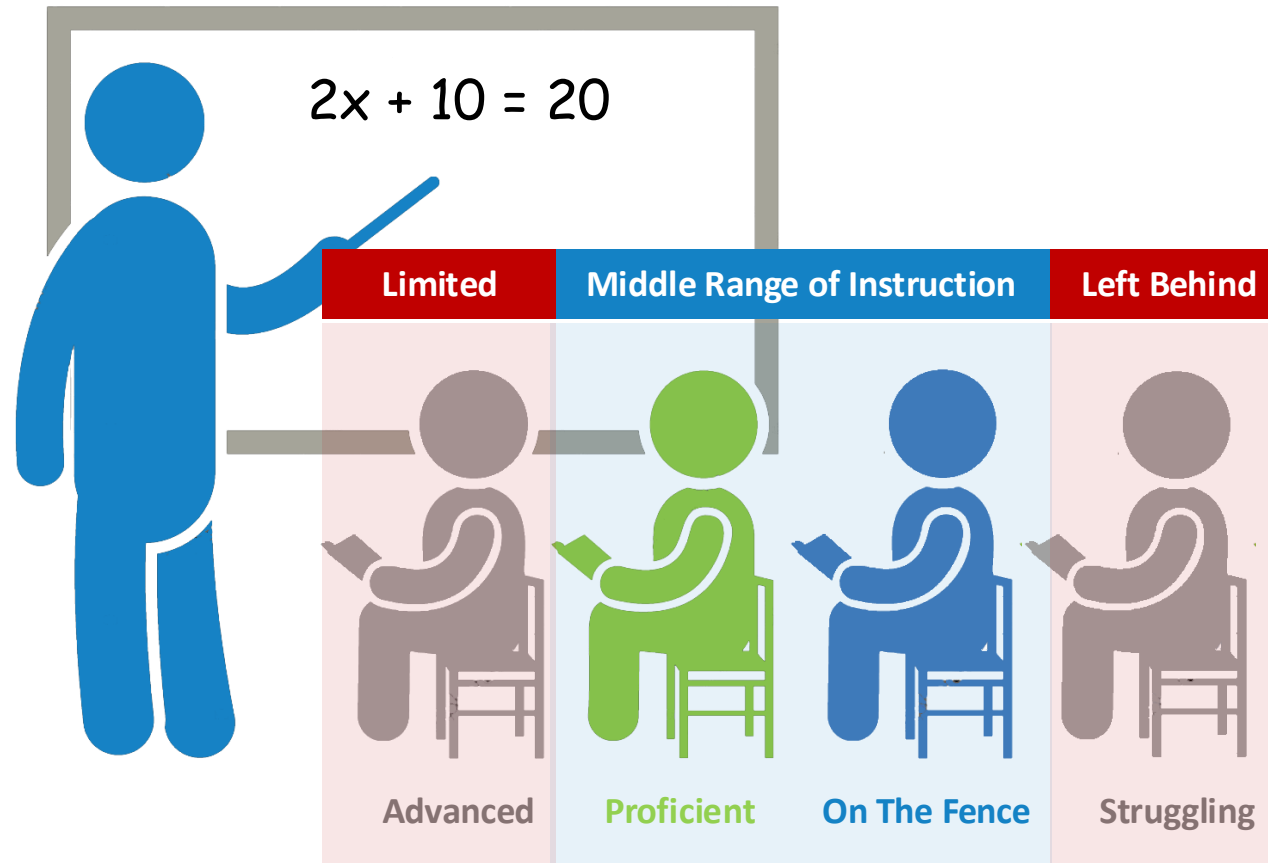 2x + 10 = 20
Limited
Middle Range of Instruction
Left Behind
Advanced
Proficient
On The Fence
Struggling